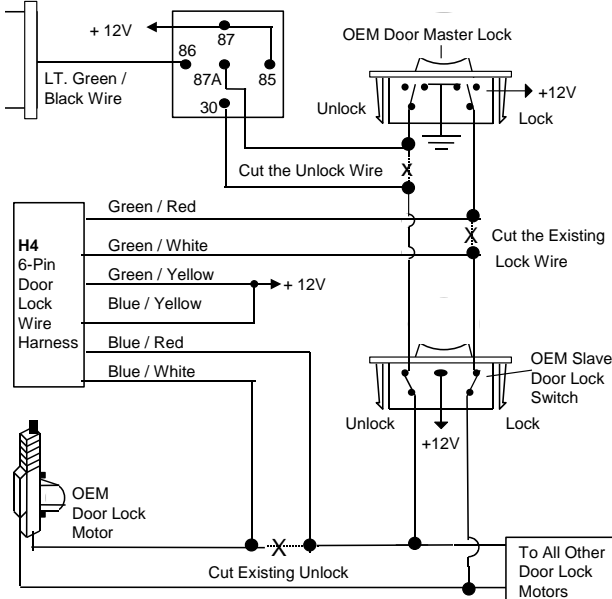 + 12V
87
86
87A
85
30
LT. Green /
Black Wire
OEM Door Master Lock
+12V
Unlock
Lock
Cut the Unlock Wire
X
Green / Red
X
Cut the Existing
Lock Wire
H4
6-Pin
Door
Lock
Wire
Harness
Green / White
Green / Yellow
+ 12V
Blue / Yellow
Blue / Red
Blue / White
OEM Slave
Door Lock
Switch
Unlock
Lock
+12V
OEM
Door Lock
Motor
X
Cut Existing Unlock
To All Other
Door Lock
Motors